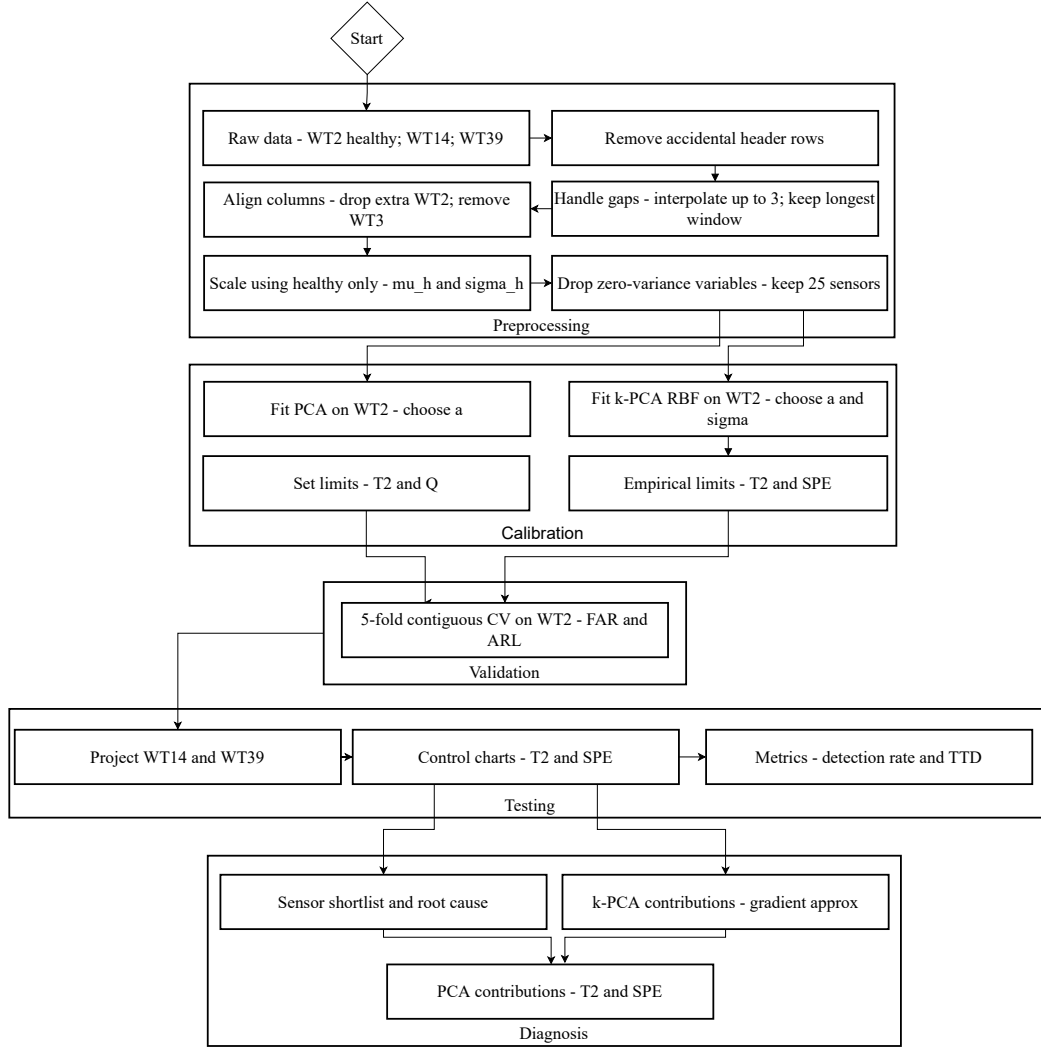 Start
Raw data - WT2 healthy; WT14; WT39
Remove accidental header rows
Align columns - drop extra WT2; remove
WT3
Handle gaps - interpolate up to 3; keep longest
window
Scale using healthy only - mu_h and sigma_h
Drop zero-variance variables - keep 25 sensors
Preprocessing
Fit PCA on WT2 - choose a
Fit k-PCA RBF on WT2 - choose a and
sigma
Set limits - T2 and Q
Empirical limits - T2 and SPE
Calibration
5-fold contiguous CV on WT2 - FAR and
ARL
Validation
Project WT14 and WT39
Control charts - T2 and SPE
Metrics - detection rate and TTD
Testing
Sensor shortlist and root cause
k-PCA contributions - gradient approx
PCA contributions - T2 and SPE
Diagnosis